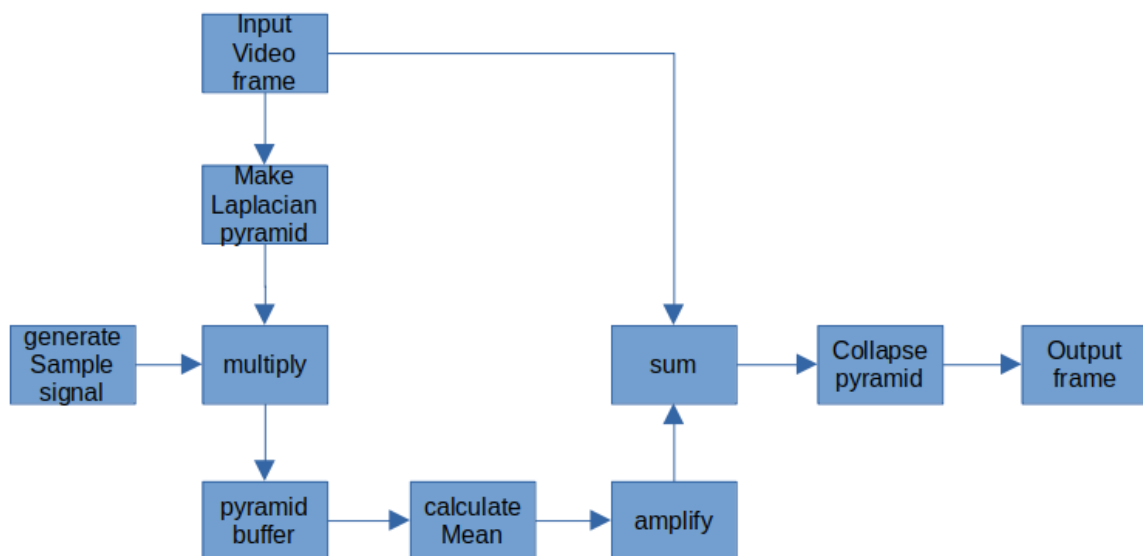 Input
Video
frame
Make
Laplacian
pyramid
generate
Sample
signal
multiply
sum
Collapse
pyramid
Output
frame
pyramid
buffer
calculate
Mean
amplify